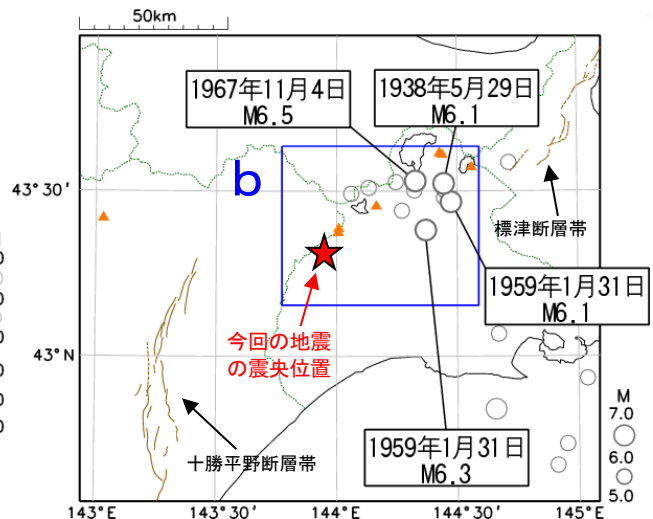 50km
1967年11月4日
M6.5
1938年5月29日
M6.1
b
43°30′
標津断層帯
1959年1月31日
M6.1
今回の地震
の震央位置
43°N
M
7.0
6.0
5.0
十勝平野断層帯
1959年1月31日
M6.3
143°E
143°30′
144°E
144°30′
145°E